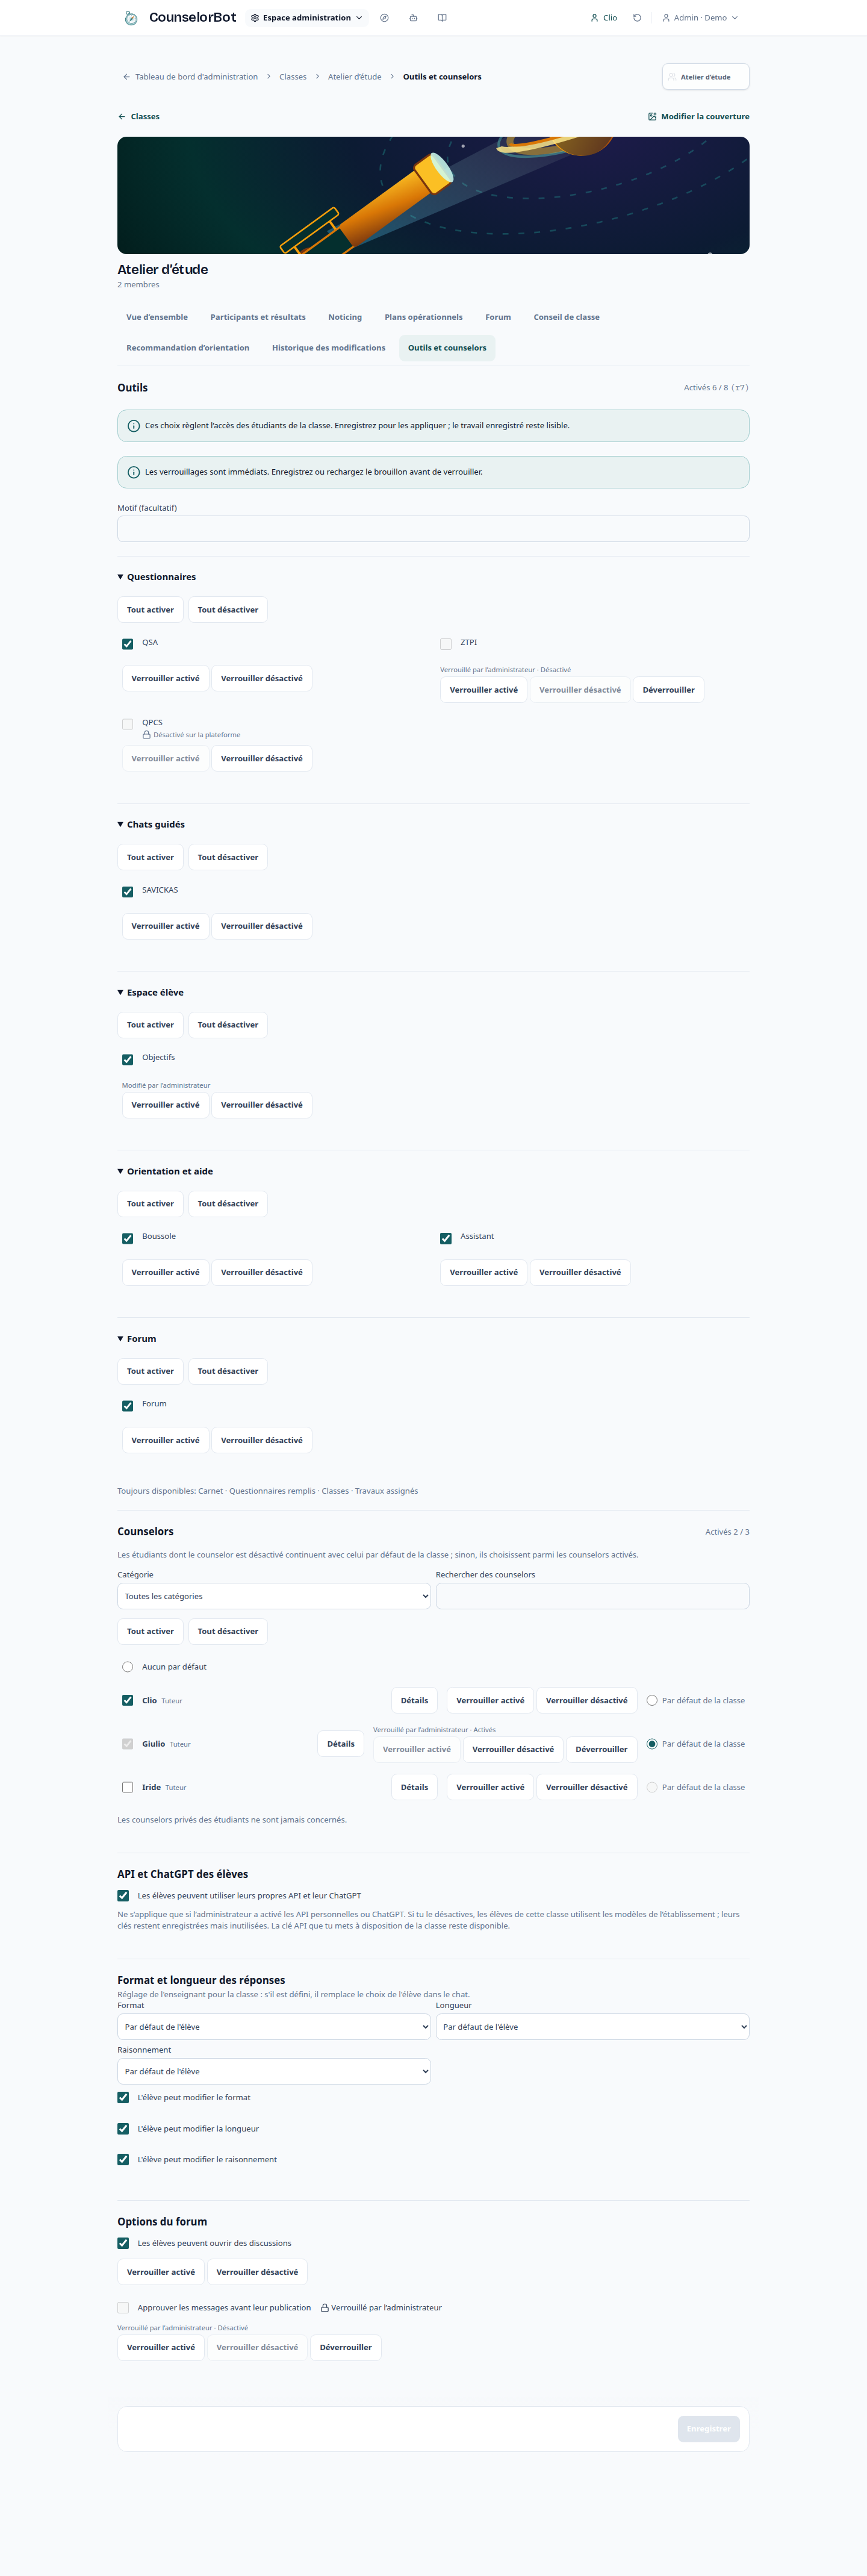 CounselorBot
Espace administration
Clio
Admin · Demo
Tableau de bord d'administration > Classes > Atelier d'étude > Outils et counselors
Atelier d'étude
Classes
Modifier la couverture
Atelier d'étude
2 membres
Vue d'ensemble Participants et résultats Noticing Plans opérationnels Forum Conseil de classe
Recommandation d'orientation Historique des modifications Outils et counselors
Outils
Activés 6 / 8 (r7)
Ces choix règlent l'accès des étudiants de la classe. Enregistrez pour les appliquer ; le travail enregistré reste lisible.
Les verrouillages sont immédiats. Enregistrez ou rechargez le brouillon avant de verrouiller.
Motif (facultatif)
Questionnaires
Tout activer Tout désactiver
QSA
Verrouiller activé Verrouiller désactivé
ZTPI
Verrouillé par l'administrateur · Désactivé
Verrouiller activé Verrouiller désactivé Déverrouiller
QPCS
Désactivé sur la plateforme
Verrouiller activé Verrouiller désactivé
Chats guidés
Tout activer Tout désactiver
SAVICKAS
Verrouiller activé Verrouiller désactivé
Espace élève
Tout activer Tout désactiver
Objectifs
Modifié par l'administrateur
Verrouiller activé Verrouiller désactivé
Orientation et aide
Tout activer Tout désactiver
Boussole
Verrouiller activé Verrouiller désactivé
Assistant
Verrouiller activé Verrouiller désactivé
Forum
Tout activer Tout désactiver
Forum
Verrouiller activé Verrouiller désactivé
Toujours disponibles: Carnet · Questionnaires remplis · Classes · Travaux assignés
Counselors
Activés 2 / 3
Les étudiants dont le counselor est désactivé continuent avec celui par défaut de la classe ; sinon, ils choisissent parmi les counselors activés.
Catégorie
Toutes les catégories
Rechercher des counselors
Tout activer Tout désactiver
Aucun par défaut
Clio Tuteur Détails Verrouiller activé Verrouiller désactivé Par défaut de la classe
Verrouillé par l'administrateur · Activés
Giulio Tuteur Détails Verrouiller activé Verrouiller désactivé Déverrouiller Par défaut de la classe
Iride Tuteur Détails Verrouiller activé Verrouiller désactivé Par défaut de la classe
Les counselors privés des étudiants ne sont jamais concernés.
API et ChatGPT des élèves
Les élèves peuvent utiliser leurs propres API et leur ChatGPT
Ne s'applique que si l'administrateur a activé les API personnelles ou ChatGPT. Si tu le désactives, les élèves de cette classe utilisent les modèles de l'établissement ; leurs
clés restent enregistrées mais inutilisées. La clé API que tu mets à disposition de la classe reste disponible.
Format et longueur des réponses
Réglage de l'enseignant pour la classe : s'il est défini, il remplace le choix de l'élève dans le chat.
Format
Par défaut de l'élève
Longueur
Par défaut de l'élève
Raisonnement
Par défaut de l'élève
L'élève peut modifier le format
L'élève peut modifier la longueur
L'élève peut modifier le raisonnement
Options du forum
Les élèves peuvent ouvrir des discussions
Verrouiller activé Verrouiller désactivé
Approuver les messages avant leur publication Verrouillé par l'administrateur
Verrouillé par l'administrateur · Désactivé
Verrouiller activé Verrouiller désactivé Déverrouiller
Enregistrer